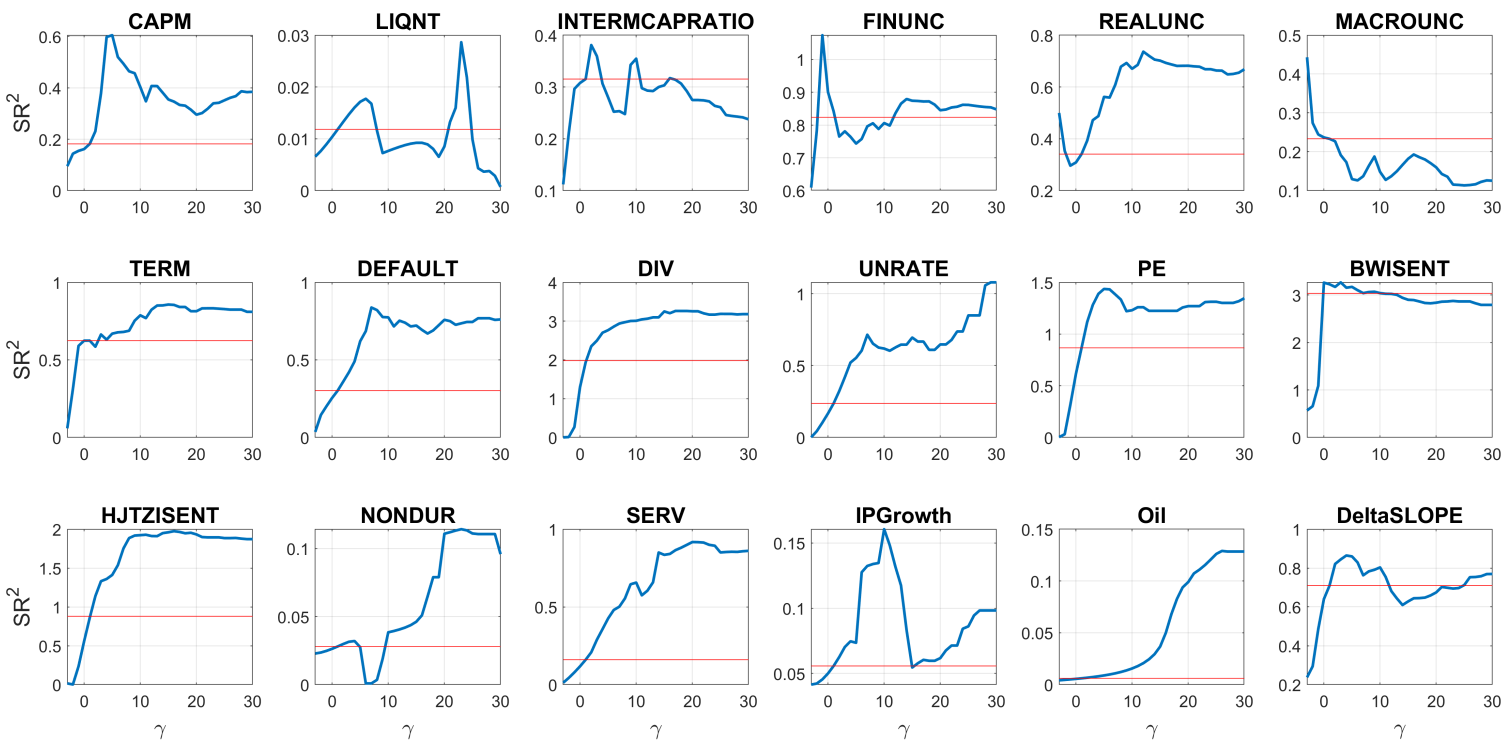 CAPM LIQNT INTERMCAPRATIO FINUNC REALUNC MACROUNC
SR²
0.6 0.4 0.2 0
0.03 0.02 0.01 0
0.4 0.3 0.2 0.1
1 0.9 0.8 0.7 0.6
0.8 0.6 0.4 0.2
0.5 0.4 0.3 0.2 0.1
0 10 20 30 0 10 20 30 0 10 20 30 0 10 20 30 0 10 20 30 0 10 20 30
TERM DEFAULT DIV UNRATE PE BWISENT
SR²
1 0.5 0
1 0.5 0
4 3 2 1 0
1 0.5 0
1.5 1 0.5 0
3 2 1 0
0 10 20 30 0 10 20 30 0 10 20 30 0 10 20 30 0 10 20 30 0 10 20 30
HJTZISENT NONDUR SERV IPGrowth Oil DeltaSLOPE
SR²
2 1.5 1 0.5 0
0.1 0.05 0
1 0.5 0
0.15 0.1 0.05
0.15 0.1 0.05 0
1 0.8 0.6 0.4 0.2
0 10 20 30 0 10 20 30 0 10 20 30 0 10 20 30 0 10 20 30 0 10 20 30
γ γ γ γ γ γ